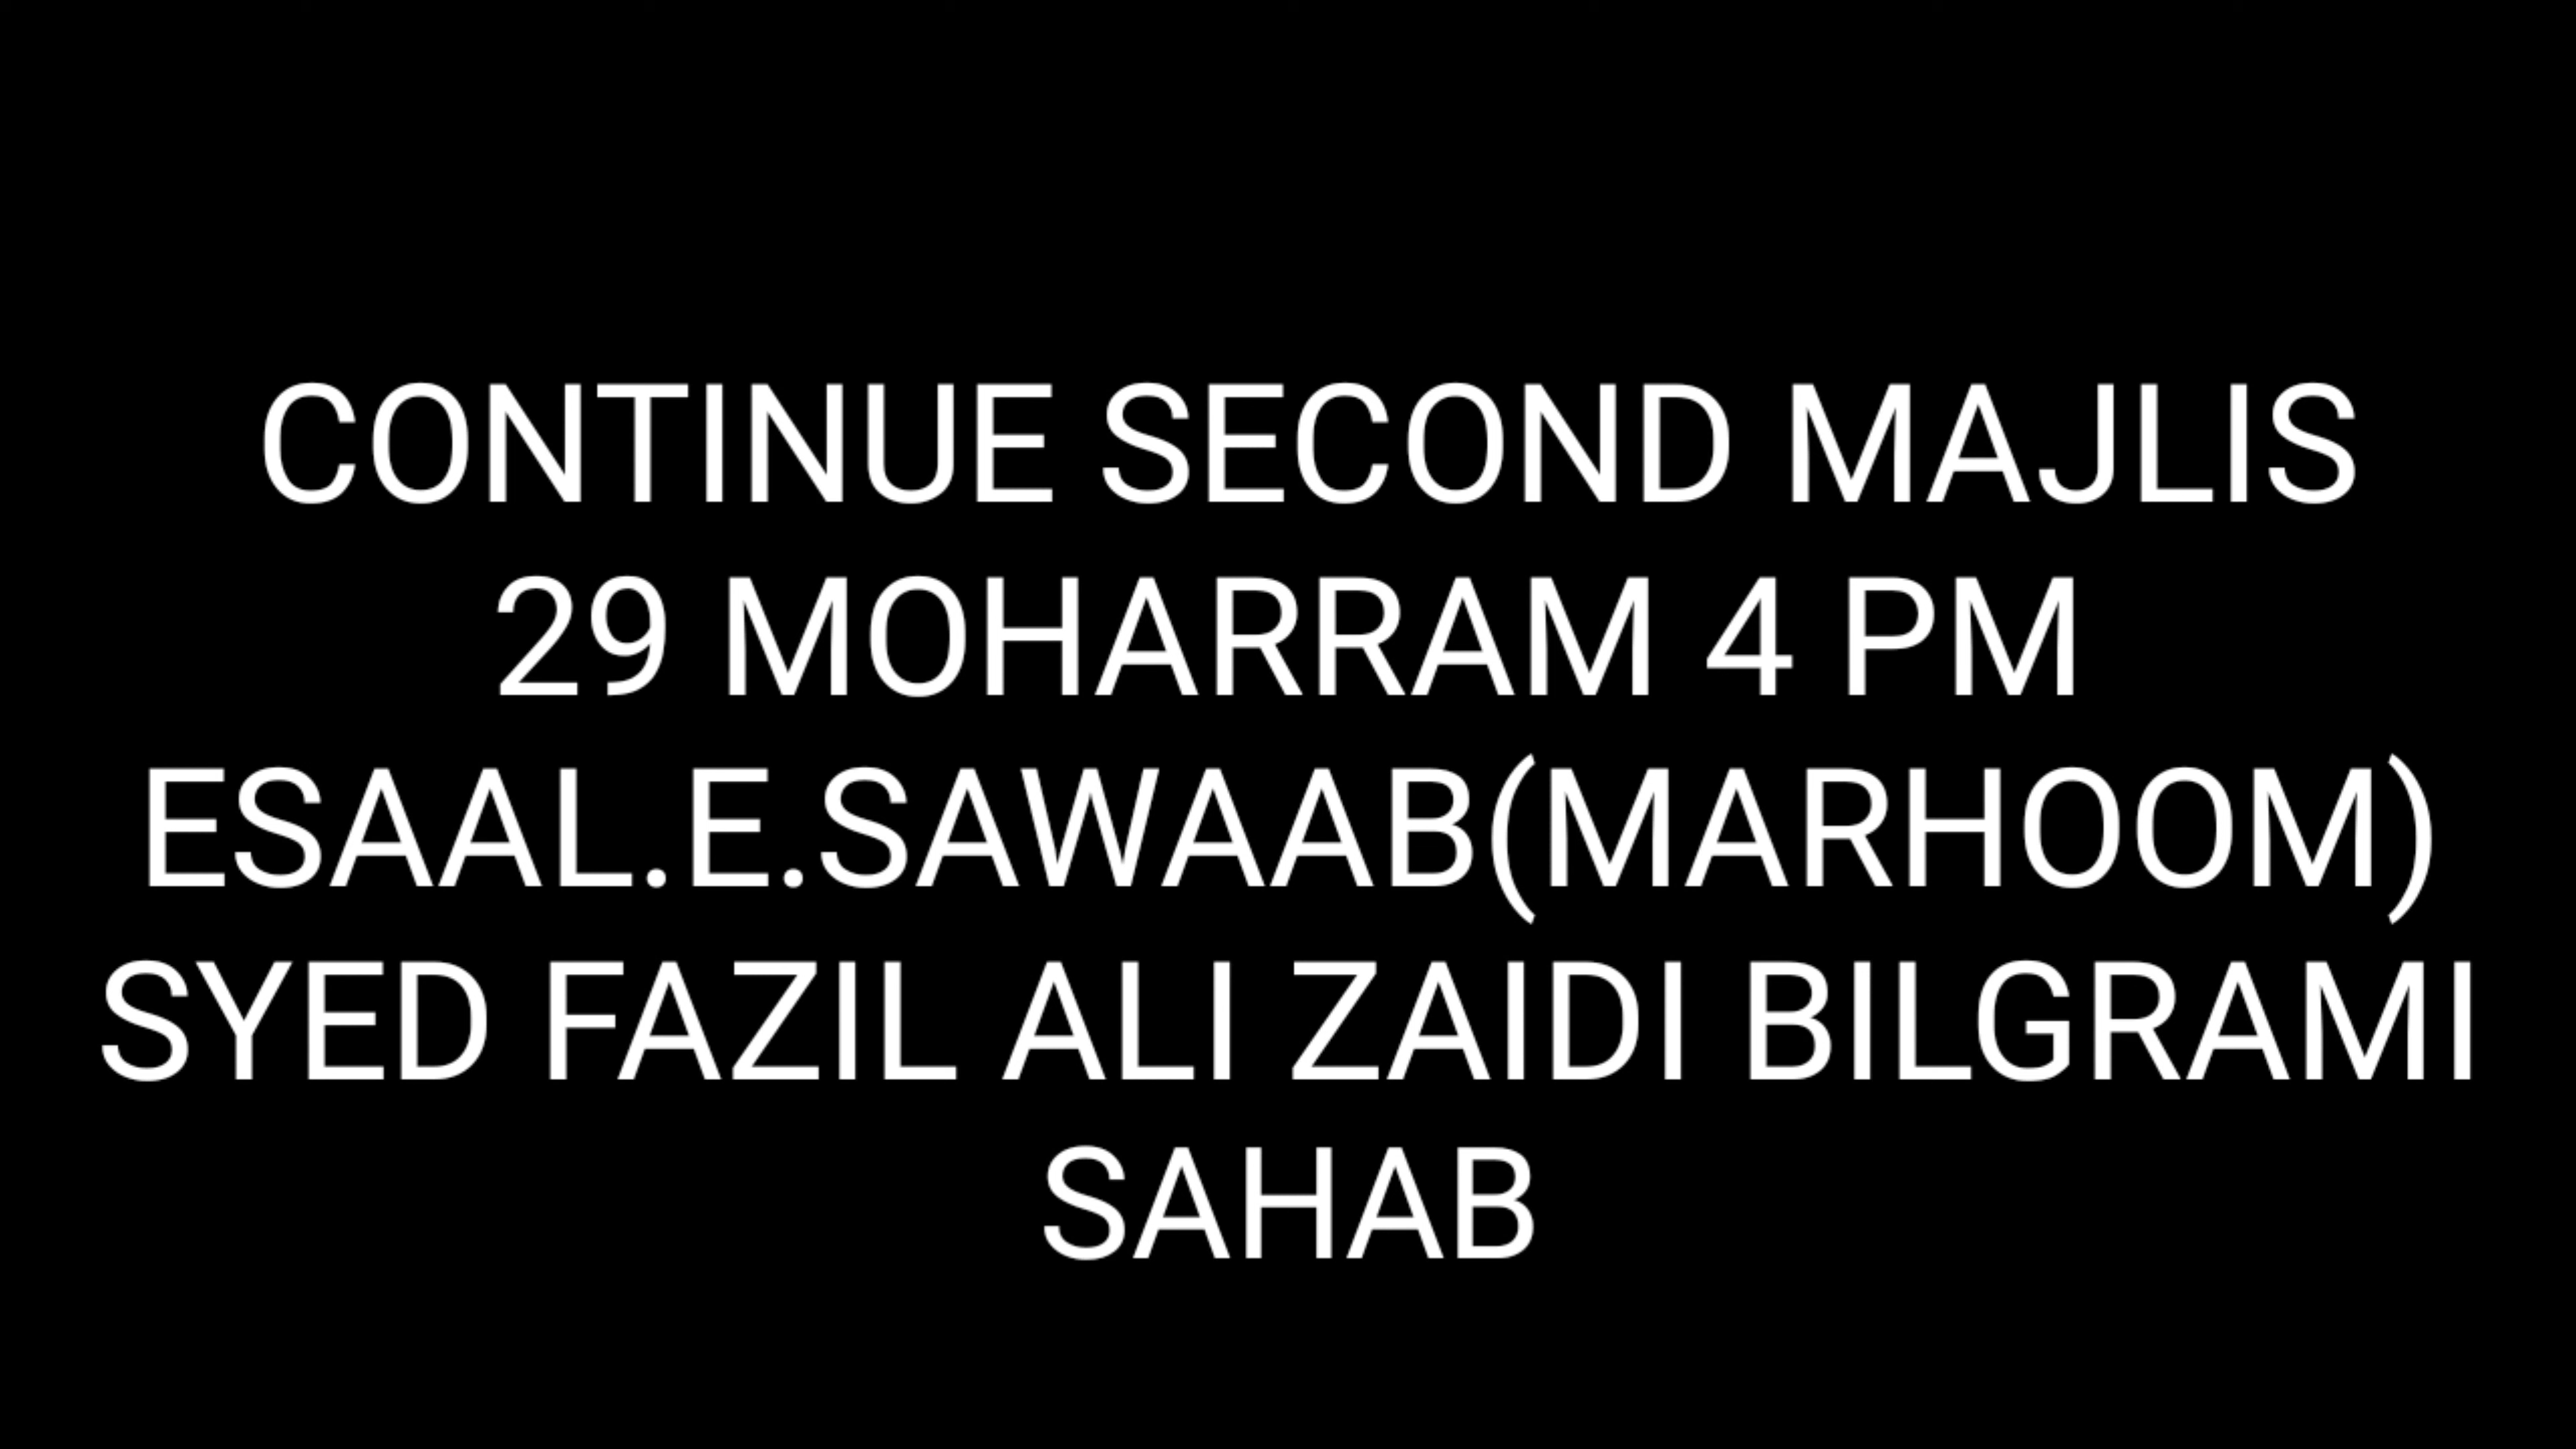 CONTINUE SECOND MAJLIS
29 MOHARRAM 4 PM
ESAAL.E.SAWAAB(MARHOOM)
SYED FAZIL ALI ZAIDI BILGRAMI
SAHAB